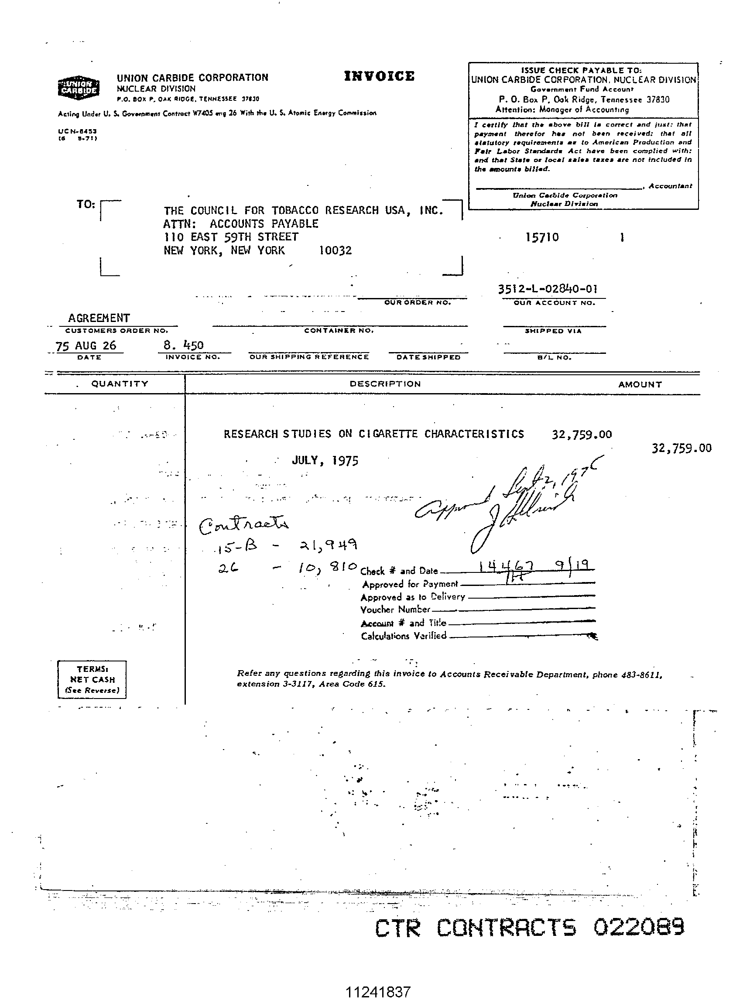 UNION CARBIDE
UNION CARBIDE CORPORATION
NUCLEAR DIVISION
P.O. BOX P, OAK RIDGE, TENNESSEE 37830
INVOICE
Acting Under U. S. Government Contract W7405 eng 26 With the U. S. Atomic Energy Commission
UCN-6453
(6 5-71)
ISSUE CHECK PAYABLE TO:
UNION CARBIDE CORPORATION, NUCLEAR DIVISION
Government Fund Account
P. O. Box P, Oak Ridge, Tennessee 37830
Attention: Manager of Accounting
I certify that the above bill is correct and just; that
payment therefor has not been received; that all
statutory requirements as to American Production and
Fair Labor Standards Act have been complied with;
and that State or local sales taxes are not included in
the amounts billed.
, Accountant
Union Carbide Corporation
Nuclear Division
TO:
THE COUNCIL FOR TOBACCO RESEARCH USA, INC.
ATTN: ACCOUNTS PAYABLE
110 EAST 59TH STREET
NEW YORK, NEW YORK 10032
15710 1
3512-L-02840-01
OUR ORDER NO. OUR ACCOUNT NO.
AGREEMENT
CUSTOMERS ORDER NO. CONTAINER NO. SHIPPED VIA
75 AUG 26 8. 450
DATE INVOICE NO. OUR SHIPPING REFERENCE DATE SHIPPED B/L NO.
QUANTITY DESCRIPTION AMOUNT
RESEARCH STUDIES ON CIGARETTE CHARACTERISTICS 32,759.00
32,759.00
JULY, 1975
Approved Sept 2, 1975
Contracts
15-B - 21,949
26 - 10,810
Check # and Date 14467 9/19
Approved for Payment
Approved as to Delivery
Voucher Number
Account # and Title
Calculations Verified
TERMS:
NET CASH
(See Reverse)
Refer any questions regarding this invoice to Accounts Receivable Department, phone 483-8611,
extension 3-3117, Area Code 615.
CTR CONTRACTS 022089
11241837